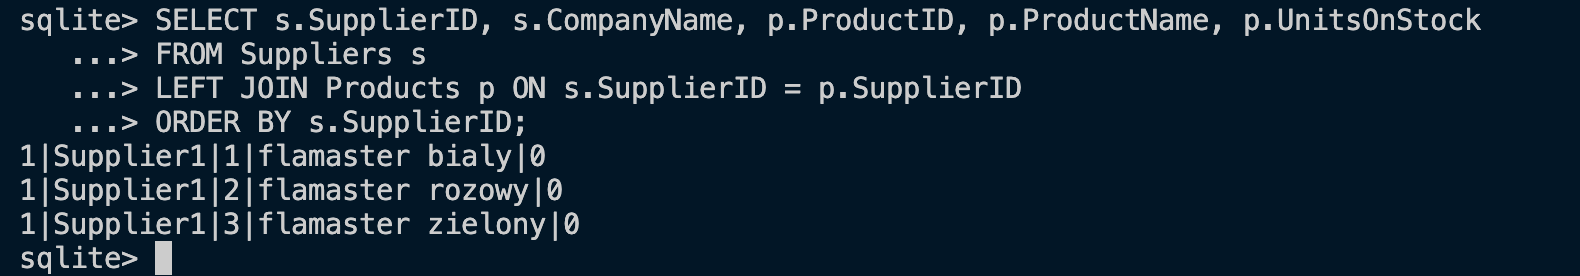 sqlite> SELECT s.SupplierID, s.CompanyName, p.ProductID, p.ProductName, p.UnitsOnStock
...> FROM Suppliers s
...> LEFT JOIN Products p ON s.SupplierID = p.SupplierID
...> ORDER BY s.SupplierID;
1|Supplier1|1|flamaster bialy|0
1|Supplier1|2|flamaster rozowy|0
1|Supplier1|3|flamaster zielony|0
sqlite>